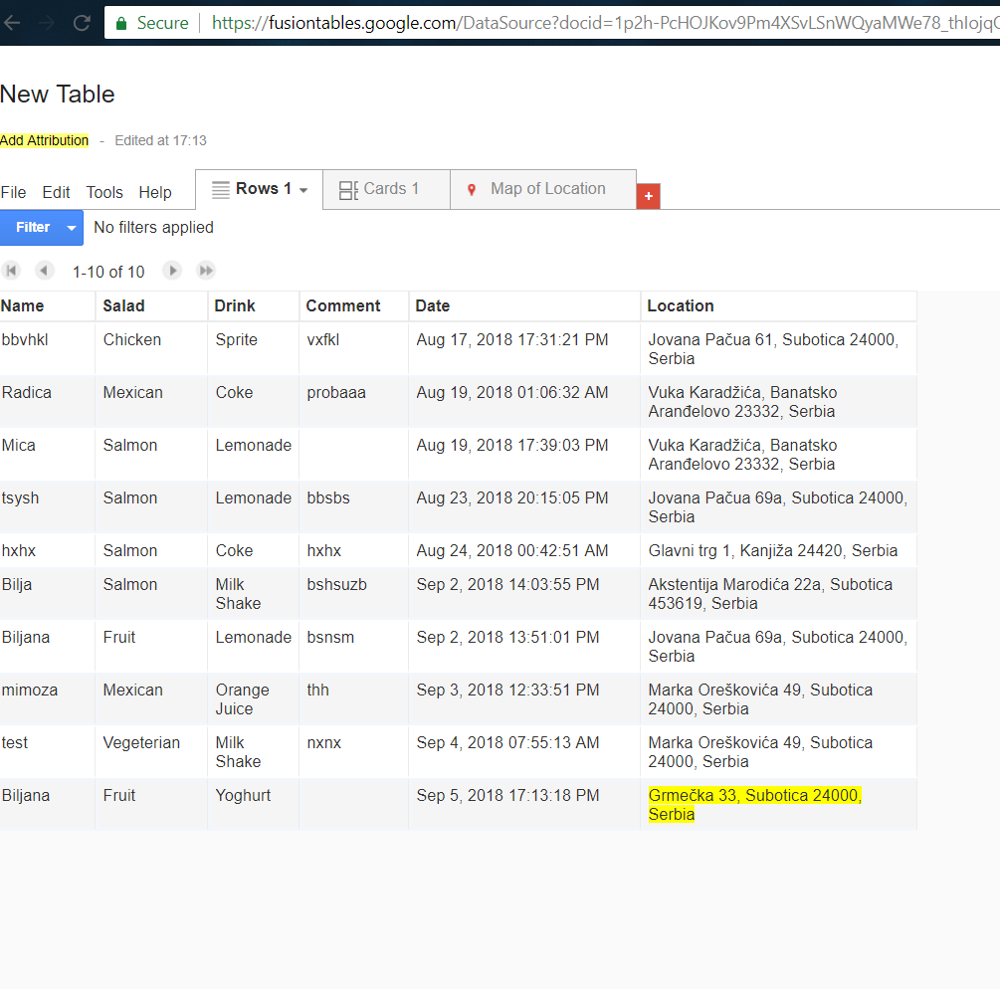 Secure https://fusiontables.google.com/DataSource?docid=1p2h-PcHOJKov9Pm4XSvLSnWQyaMWe78_thIojq
New Table
Add Attribution - Edited at 17:13
File Edit Tools Help Rows 1 Cards 1 Map of Location +
Filter No filters applied
1-10 of 10
Name Salad Drink Comment Date Location
bbvhkl Chicken Sprite vxfkl Aug 17, 2018 17:31:21 PM Jovana Pačua 61, Subotica 24000,
Serbia
Radica Mexican Coke probaaa Aug 19, 2018 01:06:32 AM Vuka Karadžića, Banatsko
Aranđelovo 23332, Serbia
Mica Salmon Lemonade Aug 19, 2018 17:39:03 PM Vuka Karadžića, Banatsko
Aranđelovo 23332, Serbia
tsysh Salmon Lemonade bbsbs Aug 23, 2018 20:15:05 PM Jovana Pačua 69a, Subotica 24000,
Serbia
hxhx Salmon Coke hxhx Aug 24, 2018 00:42:51 AM Glavni trg 1, Kanjiža 24420, Serbia
Bilja Salmon Milk bshsuzb Sep 2, 2018 14:03:55 PM Akstentija Marodića 22a, Subotica
Shake 453619, Serbia
Biljana Fruit Lemonade bsnsm Sep 2, 2018 13:51:01 PM Jovana Pačua 69a, Subotica 24000,
Serbia
mimoza Mexican Orange thh Sep 3, 2018 12:33:51 PM Marka Oreškovića 49, Subotica
Juice 24000, Serbia
test Vegeterian Milk nxnx Sep 4, 2018 07:55:13 AM Marka Oreškovića 49, Subotica
Shake 24000, Serbia
Biljana Fruit Yoghurt Sep 5, 2018 17:13:18 PM Grmečka 33, Subotica 24000,
Serbia